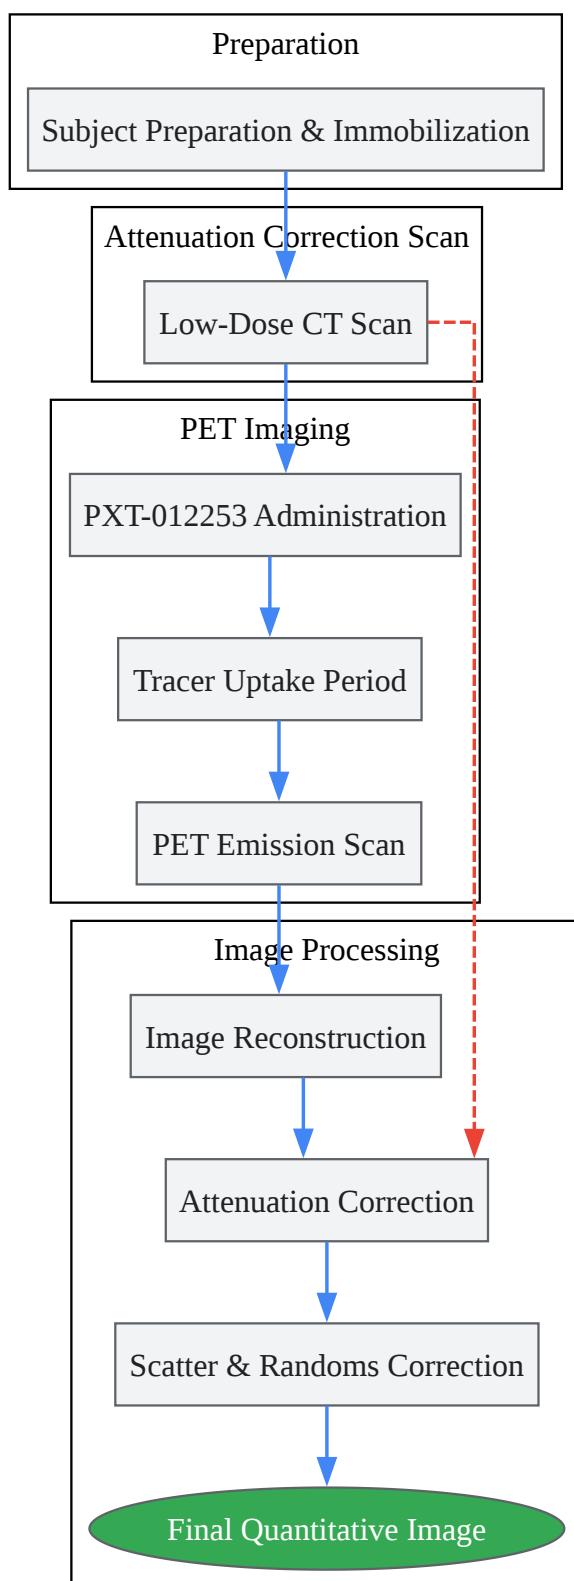 Preparation
Subject Preparation & Immobilization
Attenuation Correction Scan
Low-Dose CT Scan
PET Imaging
PXT-012253 Administration
Tracer Uptake Period
PET Emission Scan
Image Processing
Image Reconstruction
Attenuation Correction
Scatter & Randoms Correction
Final Quantitative Image